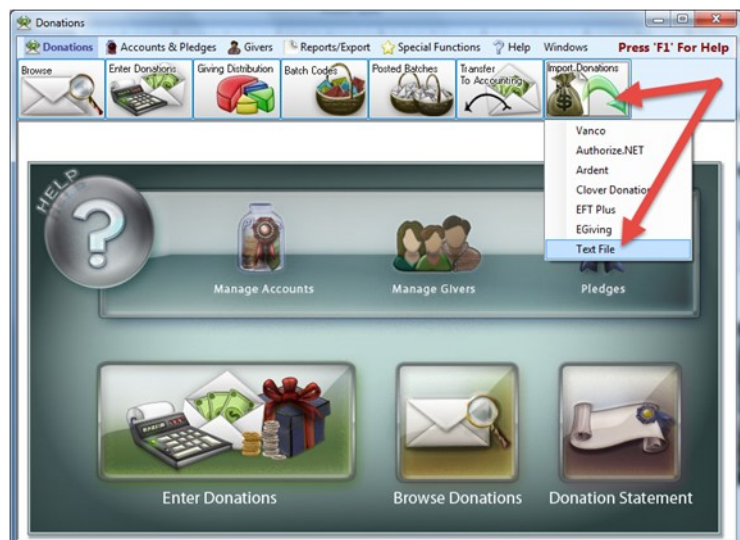 Donations
Donations Accounts & Pledges Givers Reports/Export Special Functions Help Windows Press 'F1' For Help
Browse Enter Donations Giving Distribution Batch Codes Posted Batches Transfer To Accounting Import Donations
Vanco
Authorize.NET
Ardent
Clover Donation
EFT Plus
EGiving
Text File
HELP
Manage Accounts Manage Givers Pledges
Enter Donations Browse Donations Donation Statement